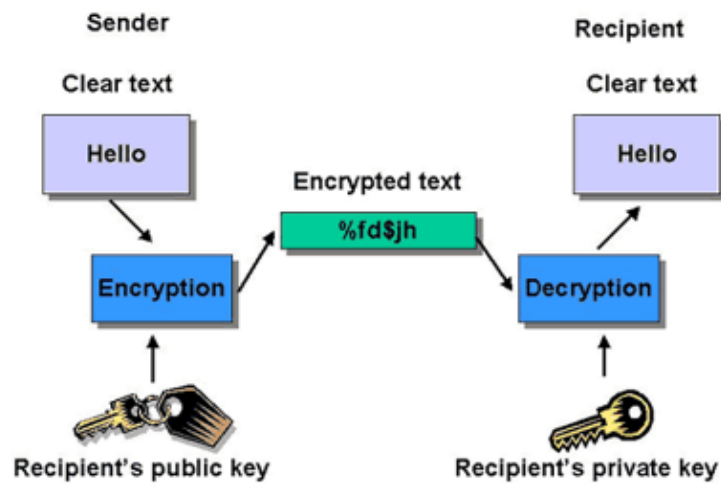 Sender
Recipient
Clear text
Clear text
Hello
Hello
Encrypted text
%fd$jh
Encryption
Decryption
Recipient's public key
Recipient's private key